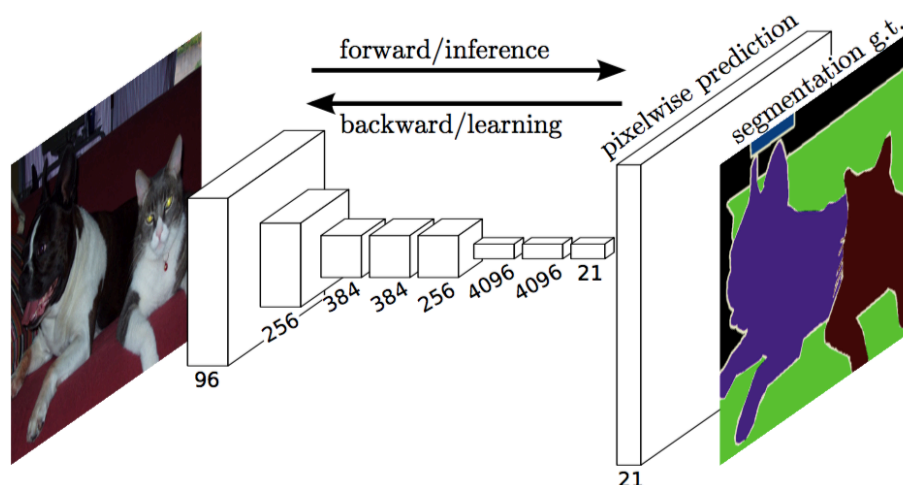 forward/inference
backward/learning
pixelwise prediction
segmentation g.t.
96
256
384
384
256
4096
4096
21
21